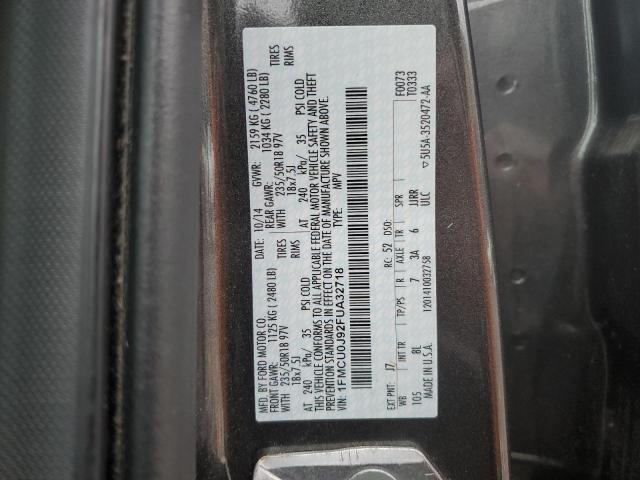 MFD. BY FORD MOTOR CO.
DATE: 10/14 GVWR: 2159 KG ( 4760 LB)
FRONT GAWR: 1125 KG ( 2480 LB) REAR GAWR: 1034 KG ( 2280 LB)
WITH 235/50R18 97V TIRES WITH 235/50R18 97V TIRES
18x7.5J RIMS 18x7.5J RIMS
AT 240 kPa/ 35 PSI COLD AT 240 kPa/ 35 PSI COLD
THIS VEHICLE CONFORMS TO ALL APPLICABLE FEDERAL MOTOR VEHICLE SAFETY AND THEFT
PREVENTION STANDARDS IN EFFECT ON THE DATE OF MANUFACTURE SHOWN ABOVE.
VIN: 1FMCU0J92FUA32718 TYPE: MPV
EXT PNT: J7 RC: 52 DSO: F0073
WB INT TR TP/PS R AXLE TR SPR T0333
105 8L 7 3A 6 JJRR
MADE IN U.S.A. 1201410032758 ULC ▽5U5A-3520472-AA